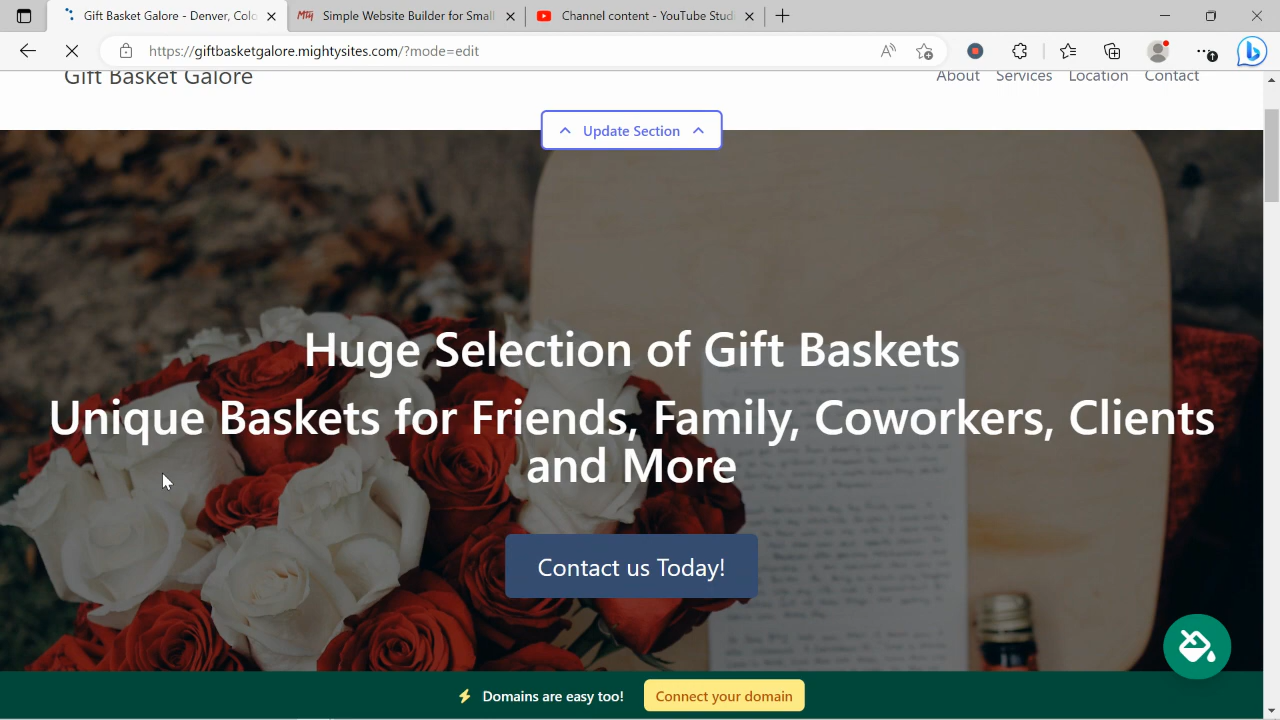 Gift Basket Galore - Denver, Colo
Simple Website Builder for Small
Channel content - YouTube Studi
https://giftbasketgalore.mightysites.com/?mode=edit
Gift Basket Galore
About Services Location Contact
Update Section
Huge Selection of Gift Baskets
Unique Baskets for Friends, Family, Coworkers, Clients
and More
Contact us Today!
Domains are easy too! Connect your domain